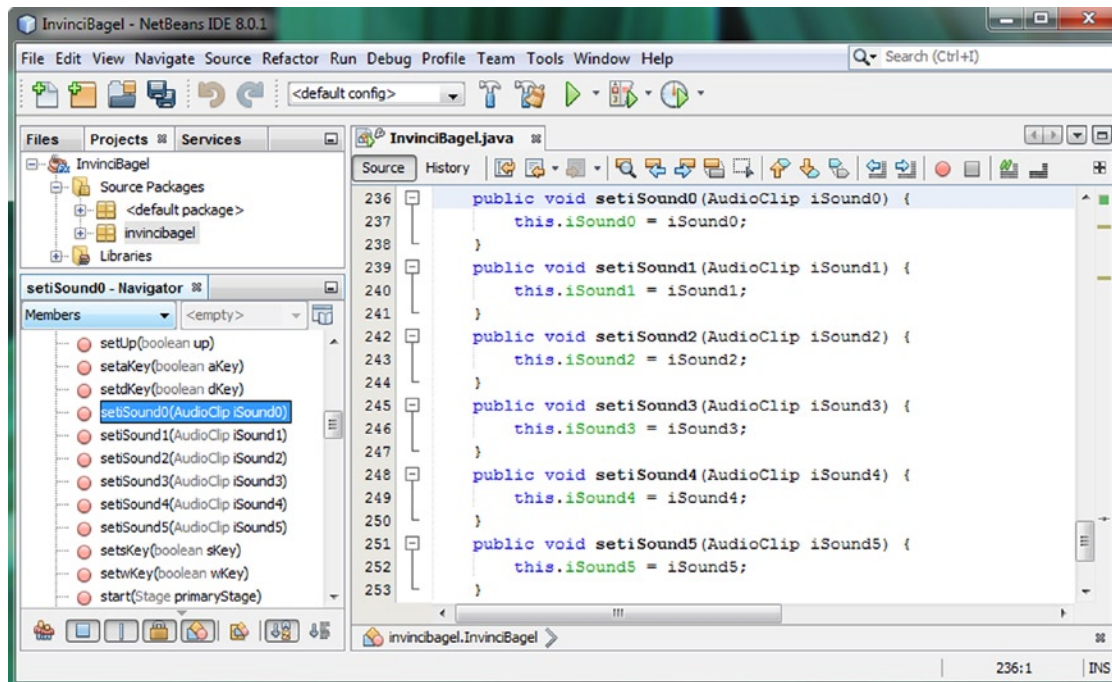 InvinciBagel - NetBeans IDE 8.0.1
File Edit View Navigate Source Refactor Run Debug Profile Team Tools Window Help
Search (Ctrl+I)
<default config>
Files Projects Services
InvinciBagel
Source Packages
<default package>
invincibagel
Libraries
setiSound0 - Navigator
Members
<empty>
setUp(boolean up)
setaKey(boolean aKey)
setdKey(boolean dKey)
setiSound0(AudioClip iSound0)
setiSound1(AudioClip iSound1)
setiSound2(AudioClip iSound2)
setiSound3(AudioClip iSound3)
setiSound4(AudioClip iSound4)
setiSound5(AudioClip iSound5)
setsKey(boolean sKey)
setwKey(boolean wKey)
start(Stage primaryStage)
InvinciBagel.java
Source History
236 public void setiSound0(AudioClip iSound0) {
237 this.iSound0 = iSound0;
238 }
239 public void setiSound1(AudioClip iSound1) {
240 this.iSound1 = iSound1;
241 }
242 public void setiSound2(AudioClip iSound2) {
243 this.iSound2 = iSound2;
244 }
245 public void setiSound3(AudioClip iSound3) {
246 this.iSound3 = iSound3;
247 }
248 public void setiSound4(AudioClip iSound4) {
249 this.iSound4 = iSound4;
250 }
251 public void setiSound5(AudioClip iSound5) {
252 this.iSound5 = iSound5;
253 }
invincibagel.InvinciBagel
236:1 INS